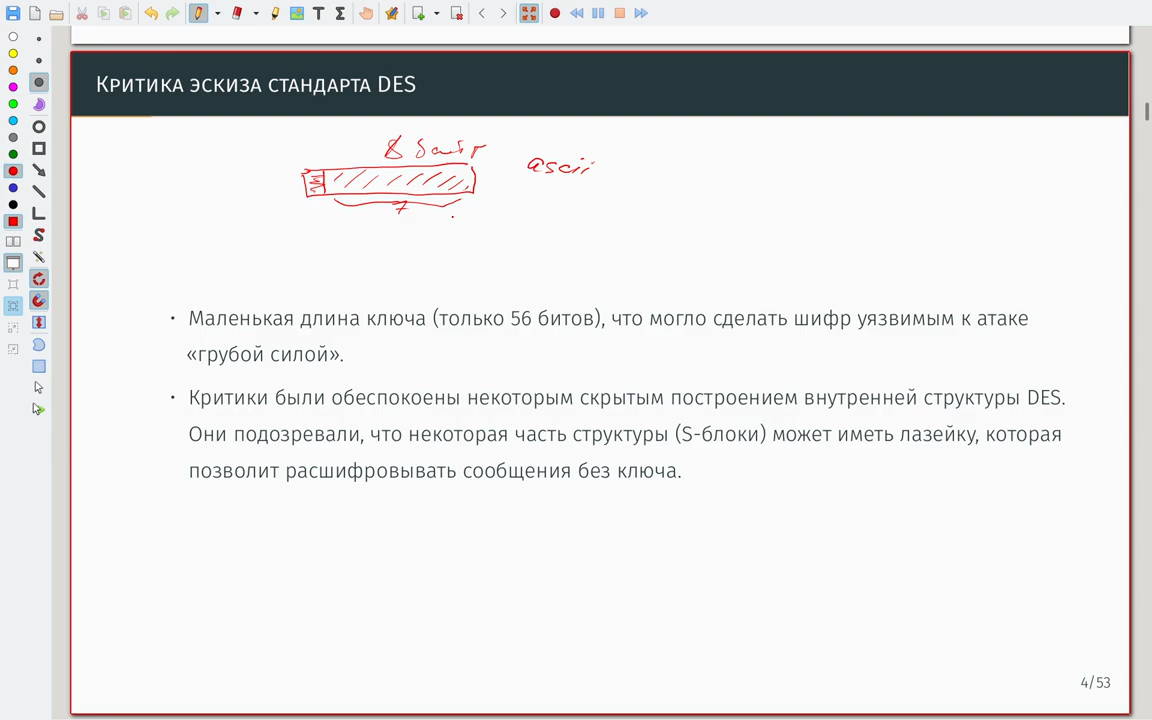 Критика эскиза стандарта DES
8 байт
ascii
7
• Маленькая длина ключа (только 56 битов), что могло сделать шифр уязвимым к атаке
«грубой силой».
• Критики были обеспокоены некоторым скрытым построением внутренней структуры DES.
Они подозревали, что некоторая часть структуры (S-блоки) может иметь лазейку, которая
позволит расшифровывать сообщения без ключа.
4/53